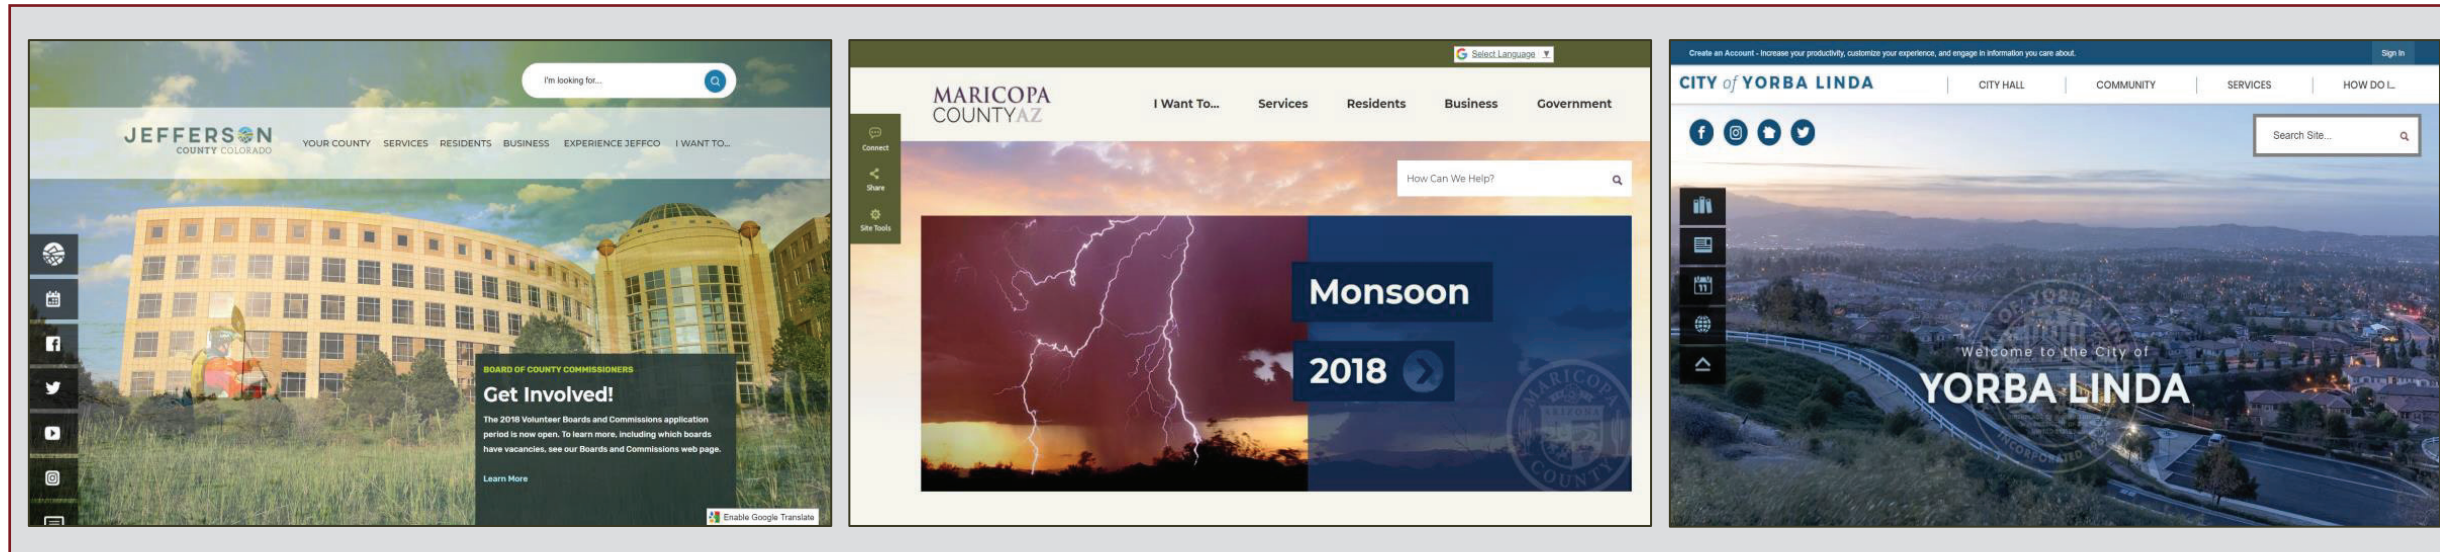 I'm looking for...
JEFFERSON
COUNTY COLORADO
YOUR COUNTY SERVICES RESIDENTS BUSINESS EXPERIENCE JEFFCO I WANT TO...
BOARD OF COUNTY COMMISSIONERS
Get Involved!
The 2018 Volunteer Boards and Commissions application
period is now open. To learn more, including which boards
have vacancies, see our Boards and Commissions web page.
Learn More
Enable Google Translate
Select Language
MARICOPA
COUNTYAZ
I Want To... Services Residents Business Government
Connect
Share
Site Tools
How Can We Help?
Monsoon
2018
MARICOPA
ARIZONA
COUNTY
Create an Account - Increase your productivity, customize your experience, and engage in information you care about.
Sign In
CITY of YORBA LINDA
CITY HALL COMMUNITY SERVICES HOW DO I...
Search Site...
11
Welcome to the City of
YORBA LINDA
INCORPORATED